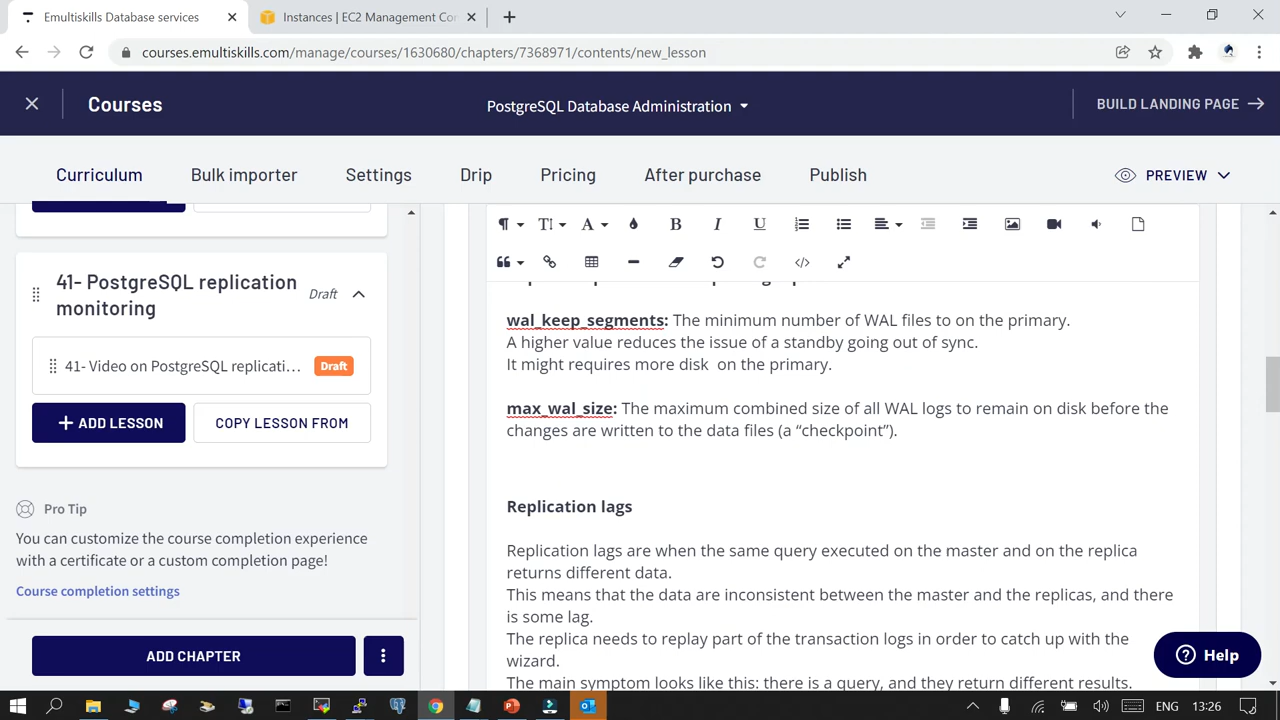 Emultiskills Database services
Instances | EC2 Management Con
courses.emultiskills.com/manage/courses/1630680/chapters/7368971/contents/new_lesson
Courses
PostgreSQL Database Administration
BUILD LANDING PAGE
Curriculum
Bulk importer
Settings
Drip
Pricing
After purchase
Publish
PREVIEW
41- PostgreSQL replication
monitoring
Draft
41- Video on PostgreSQL replicati...
Draft
ADD LESSON
COPY LESSON FROM
Pro Tip
You can customize the course completion experience
with a certificate or a custom completion page!
Course completion settings
ADD CHAPTER
wal_keep_segments: The minimum number of WAL files to on the primary.
A higher value reduces the issue of a standby going out of sync.
It might requires more disk  on the primary.
max_wal_size: The maximum combined size of all WAL logs to remain on disk before the
changes are written to the data files (a “checkpoint”).
Replication lags
Replication lags are when the same query executed on the master and on the replica
returns different data.
This means that the data are inconsistent between the master and the replicas, and there
is some lag.
The replica needs to replay part of the transaction logs in order to catch up with the
wizard.
The main symptom looks like this: there is a query, and they return different results.
Help
ENG
13:26